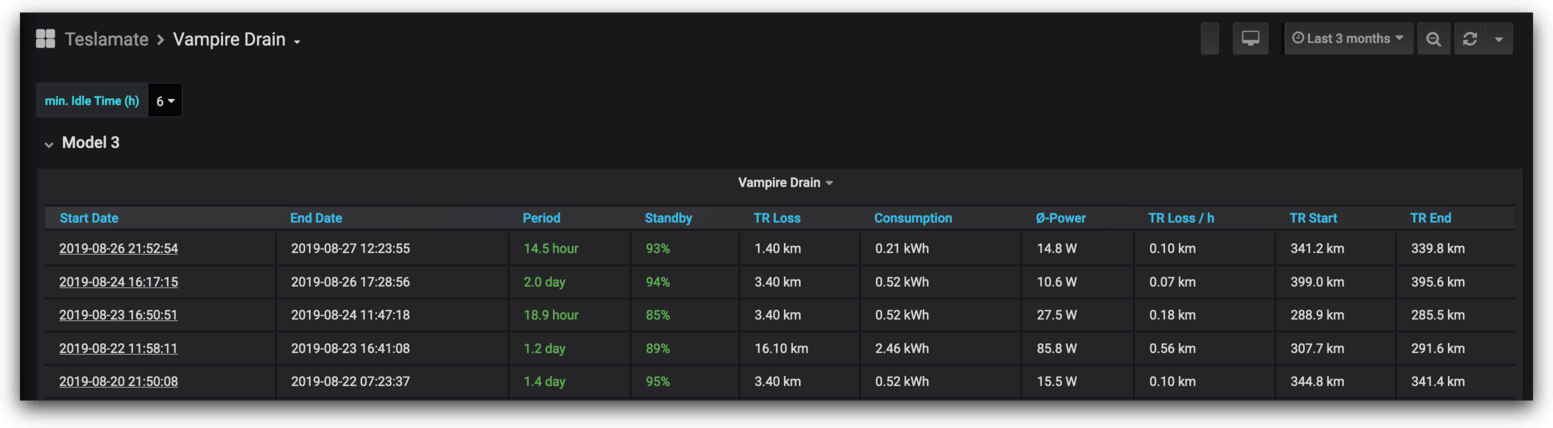 Teslamate > Vampire Drain
Last 3 months
min. Idle Time (h) 6
Model 3
Vampire Drain
Start Date End Date Period Standby TR Loss Consumption Ø-Power TR Loss / h TR Start TR End
2019-08-26 21:52:54 2019-08-27 12:23:55 14.5 hour 93% 1.40 km 0.21 kWh 14.8 W 0.10 km 341.2 km 339.8 km
2019-08-24 16:17:15 2019-08-26 17:28:56 2.0 day 94% 3.40 km 0.52 kWh 10.6 W 0.07 km 399.0 km 395.6 km
2019-08-23 16:50:51 2019-08-24 11:47:18 18.9 hour 85% 3.40 km 0.52 kWh 27.5 W 0.18 km 288.9 km 285.5 km
2019-08-22 11:58:11 2019-08-23 16:41:08 1.2 day 89% 16.10 km 2.46 kWh 85.8 W 0.56 km 307.7 km 291.6 km
2019-08-20 21:50:08 2019-08-22 07:23:37 1.4 day 95% 3.40 km 0.52 kWh 15.5 W 0.10 km 344.8 km 341.4 km